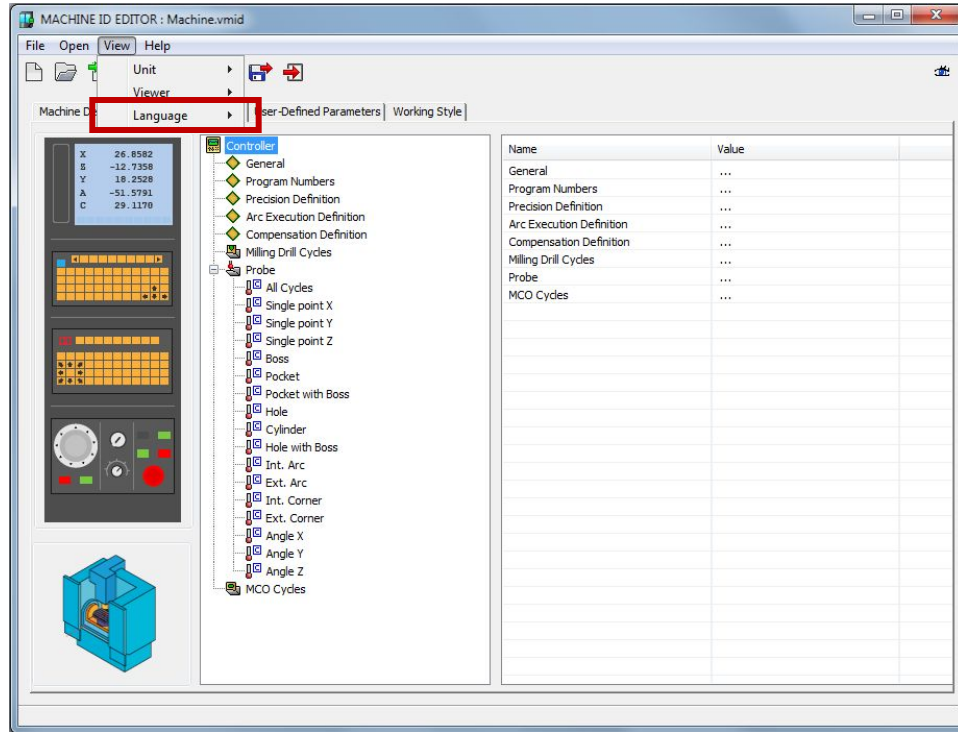 MACHINE ID EDITOR : Machine.vmid
File Open View Help
Unit
Viewer
Language
Machine De
User-Defined Parameters
Working Style
X 26.8582
-12.7358
Y 18.2528
A -51.5791
C 29.1170
Controller
General
Program Numbers
Precision Definition
Arc Execution Definition
Compensation Definition
Milling Drill Cycles
Probe
All Cycles
Single point X
Single point Y
Single point Z
Boss
Pocket
Pocket with Boss
Hole
Cylinder
Hole with Boss
Int. Arc
Ext. Arc
Int. Corner
Ext. Corner
Angle X
Angle Y
Angle Z
MCO Cycles
Name Value
General ...
Program Numbers ...
Precision Definition ...
Arc Execution Definition ...
Compensation Definition ...
Milling Drill Cycles ...
Probe ...
MCO Cycles ...